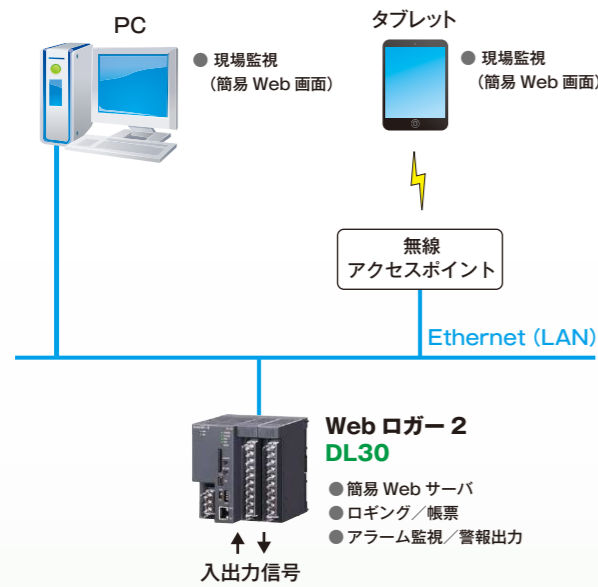 PC
● 現場監視
（簡易 Web 画面）
タブレット
● 現場監視
（簡易 Web 画面）
無線
アクセスポイント
Ethernet（LAN）
Web ロガー 2
DL30
● 簡易 Web サーバ
● ロギング／帳票
● アラーム監視／警報出力
入出力信号